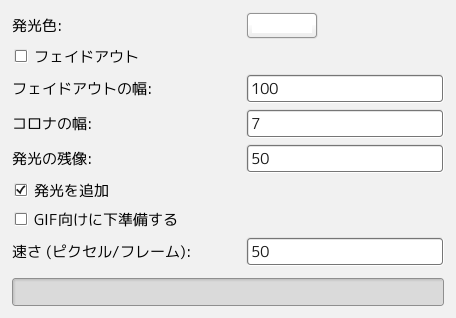 発光色:
フェイドアウト
フェイドアウトの幅: 100
コロナの幅: 7
発光の残像: 50
発光を追加
GIF向けに下準備する
速さ (ピクセル/フレーム): 50